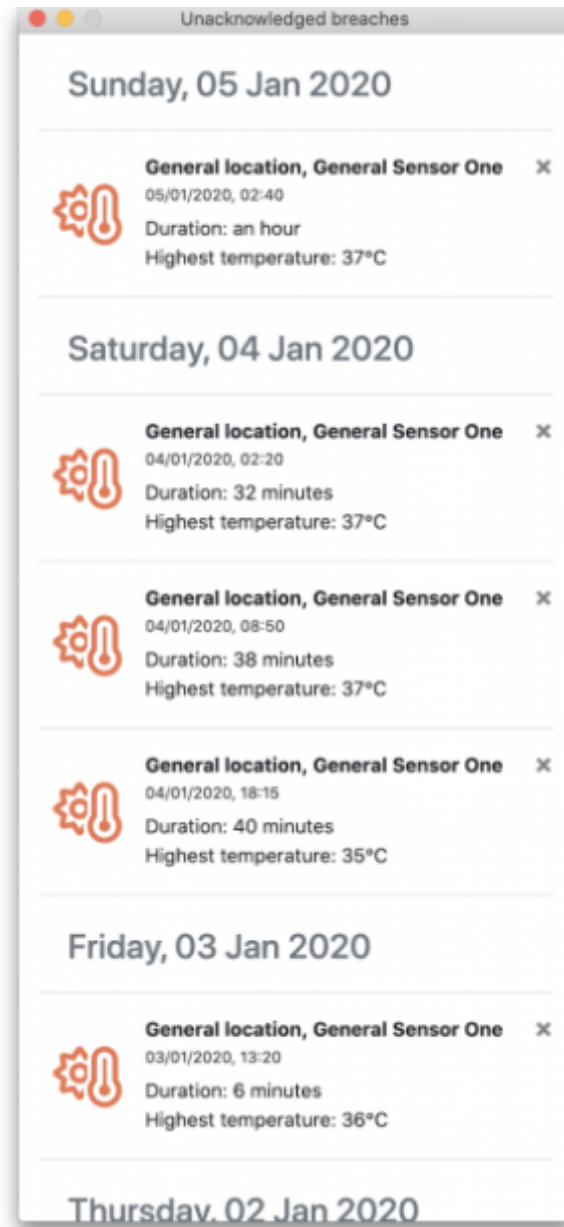 Unacknowledged breaches
Sunday, 05 Jan 2020
General location, General Sensor One
05/01/2020, 02:40
Duration: an hour
Highest temperature: 37°C
Saturday, 04 Jan 2020
General location, General Sensor One
04/01/2020, 02:20
Duration: 32 minutes
Highest temperature: 37°C
General location, General Sensor One
04/01/2020, 08:50
Duration: 38 minutes
Highest temperature: 37°C
General location, General Sensor One
04/01/2020, 18:15
Duration: 40 minutes
Highest temperature: 35°C
Friday, 03 Jan 2020
General location, General Sensor One
03/01/2020, 13:20
Duration: 6 minutes
Highest temperature: 36°C
Thursday, 02 Jan 2020